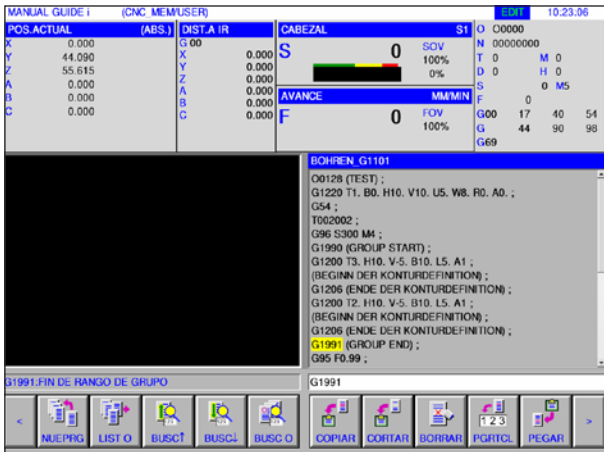 MANUAL GUIDE i (CNC_MEM/USER) EDIT 10:23.06
POS.ACTUAL (ABS.) DIST.A IR CABEZAL S1 O O0000
N 00000000
X 0.000 G 00
Y 44.090 X 0.000 S 0 SOV T 0 M 0
Z 55.615 Y 0.000 100% D 0 H 0
A 0.000 Z 0.000 0% S 0 M5
B 0.000 A 0.000 AVANCE MM/MIN F 0
C 0.000 B 0.000 F 0 FOV G00 17 40 54
C 0.000 100% G 44 90 98
G69
BOHREN_G1101
O0128 (TEST) ;
G1220 T1. B0. H10. V10. U5. W8. R0. A0. ;
G54 ;
T002002 ;
G96 S300 M4 ;
G1990 (GROUP START) ;
G1200 T3. H10. V-5. B10. L5. A1 ;
(BEGINN DER KONTURDEFINITION) ;
G1206 (ENDE DER KONTURDEFINITION) ;
G1200 T2. H10. V-5. B10. L5. A1 ;
(BEGINN DER KONTURDEFINITION) ;
G1206 (ENDE DER KONTURDEFINITION) ;
G1991 (GROUP END) ;
G95 F0.99 ;
G1991:FIN DE RANGO DE GRUPO G1991
< NUEPRG LIST O BUSC↑ BUSC↓ BUSC O COPIAR CORTAR BORRAR PGRTCL PEGAR >